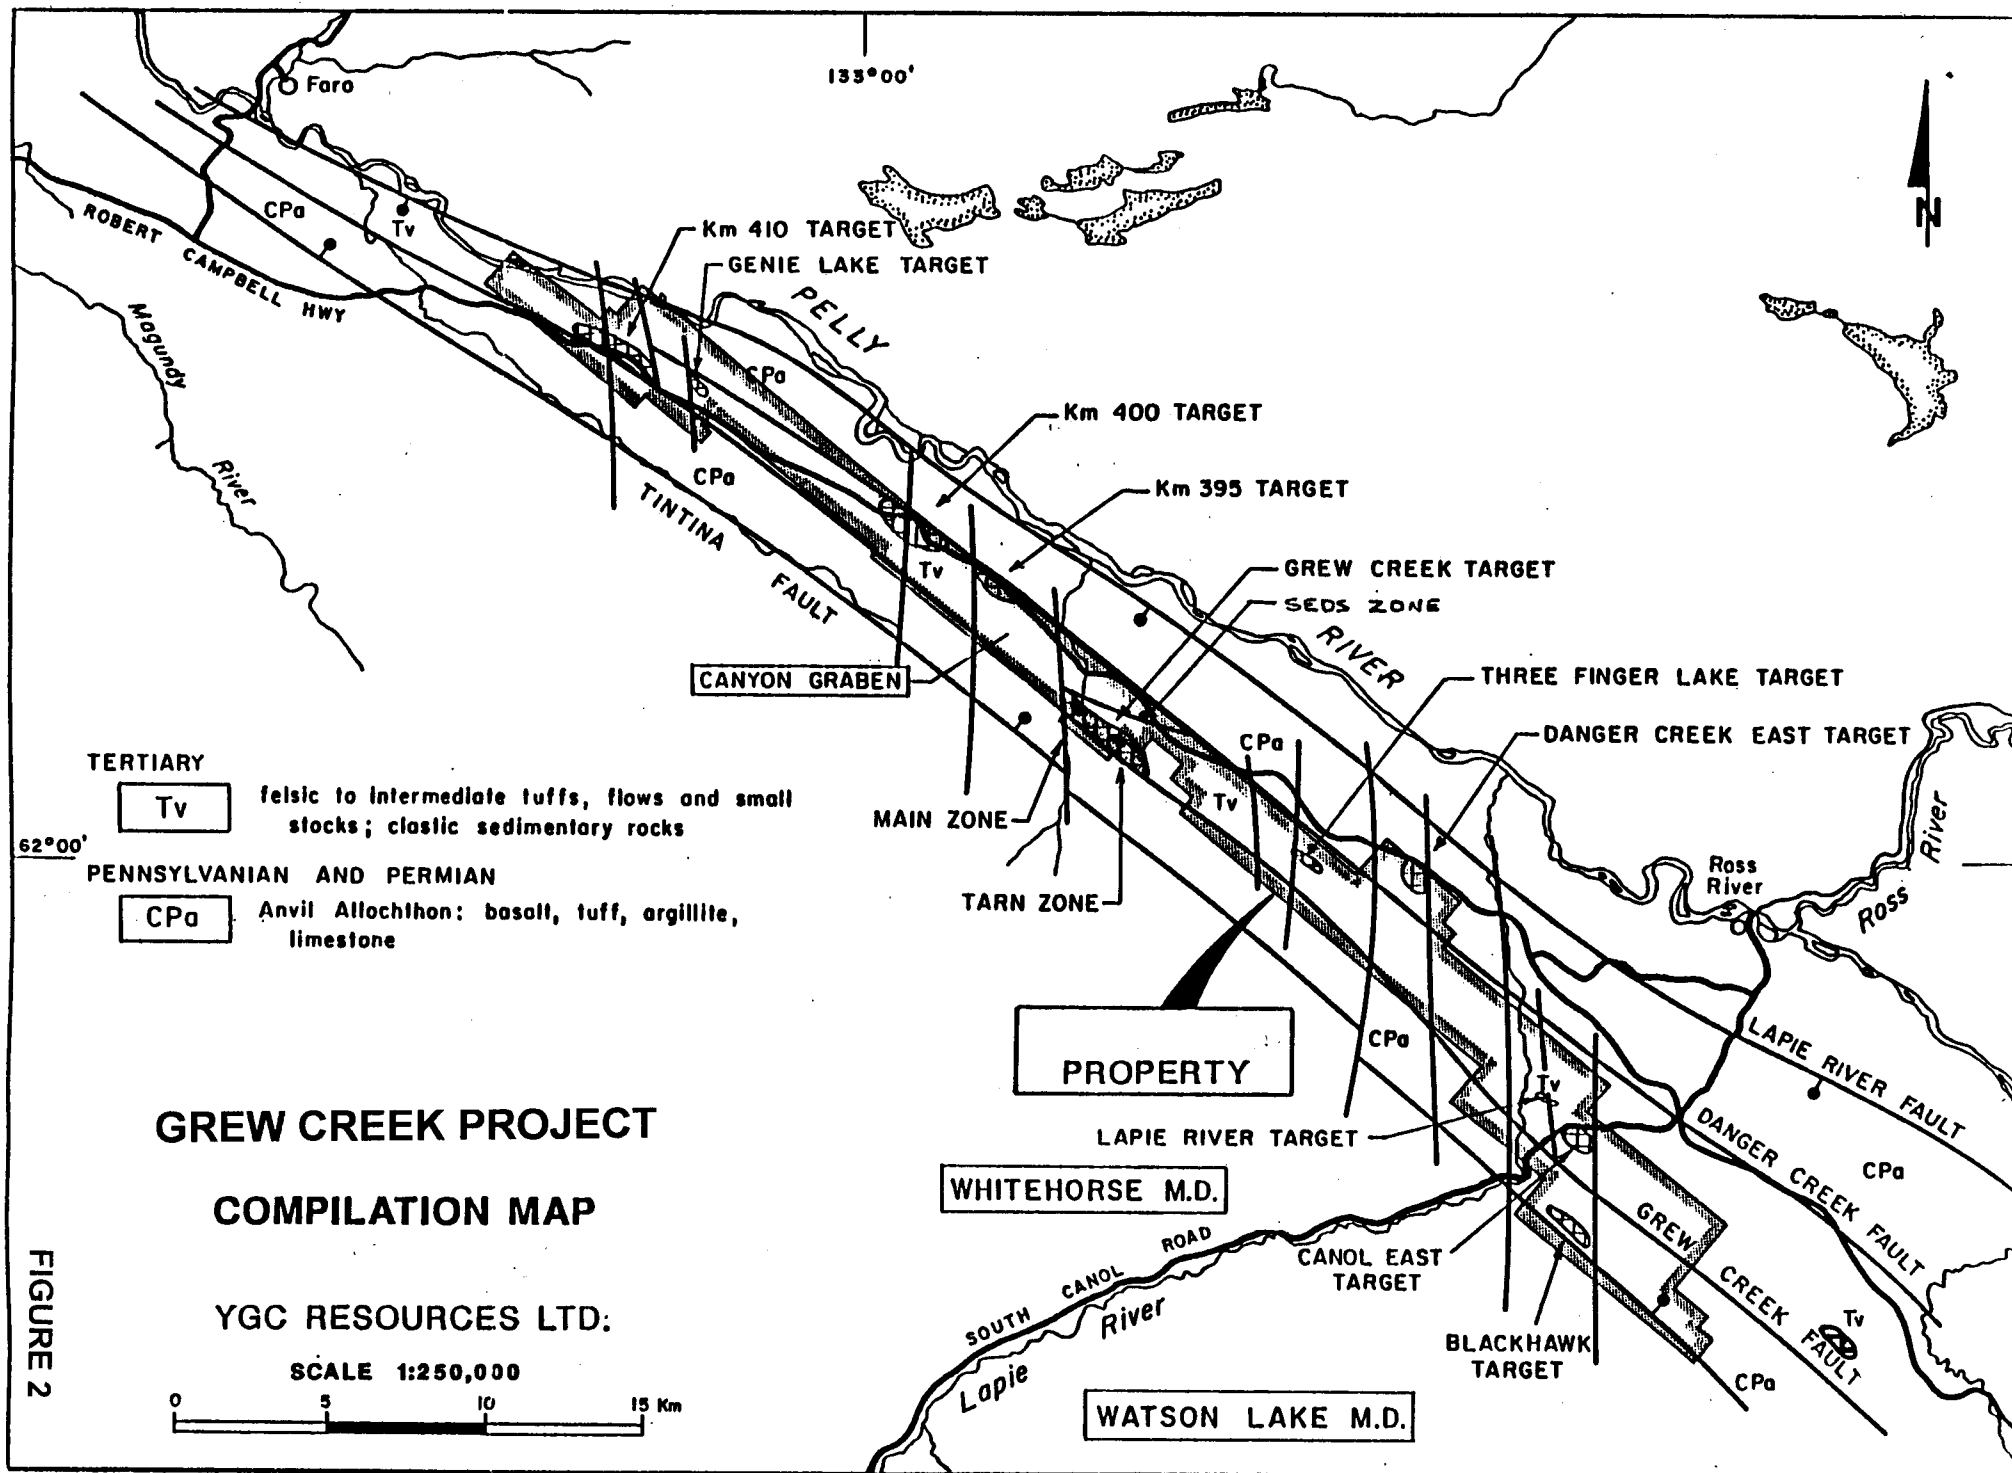 133°00'
Faro
CPa
Tv
ROBERT CAMPBELL HWY
Km 410 TARGET
GENIE LAKE TARGET
N
PELLY RIVER
Magundy River
CPa
Km 400 TARGET
CPa
TINTINA FAULT
Km 395 TARGET
Tv
GREW CREEK TARGET
SEDS ZONE
CANYON GRABEN
THREE FINGER LAKE TARGET
DANGER CREEK EAST TARGET
CPa
TERTIARY
Tv
felsic to intermediate tuffs, flows and small
stocks; clastic sedimentary rocks
Tv
MAIN ZONE
62°00'
PENNSYLVANIAN AND PERMIAN
CPa
Anvil Allochthon: basalt, tuff, argillite,
limestone
TARN ZONE
Ross
River
Ross River
PROPERTY
CPa
LAPIE RIVER FAULT
Tv
GREW CREEK PROJECT
COMPILATION MAP
LAPIE RIVER TARGET
DANGER CREEK FAULT
CPa
WHITEHORSE M.D.
GREW CREEK FAULT
SOUTH CANOL ROAD
CANOL EAST
TARGET
Lapie River
FIGURE 2
YGC RESOURCES LTD:
BLACKHAWK
TARGET
Tv
CPa
SCALE 1:250,000
0 5 10 15 Km
WATSON LAKE M.D.